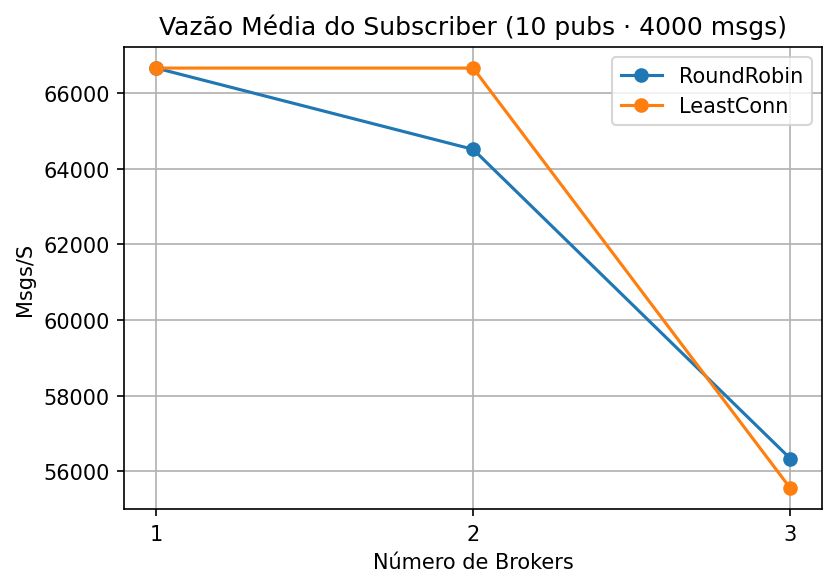 Vazão Média do Subscriber (10 pubs · 4000 msgs)
RoundRobin
LeastConn
66000
64000
62000
60000
58000
56000
Msgs/S
1
2
3
Número de Brokers